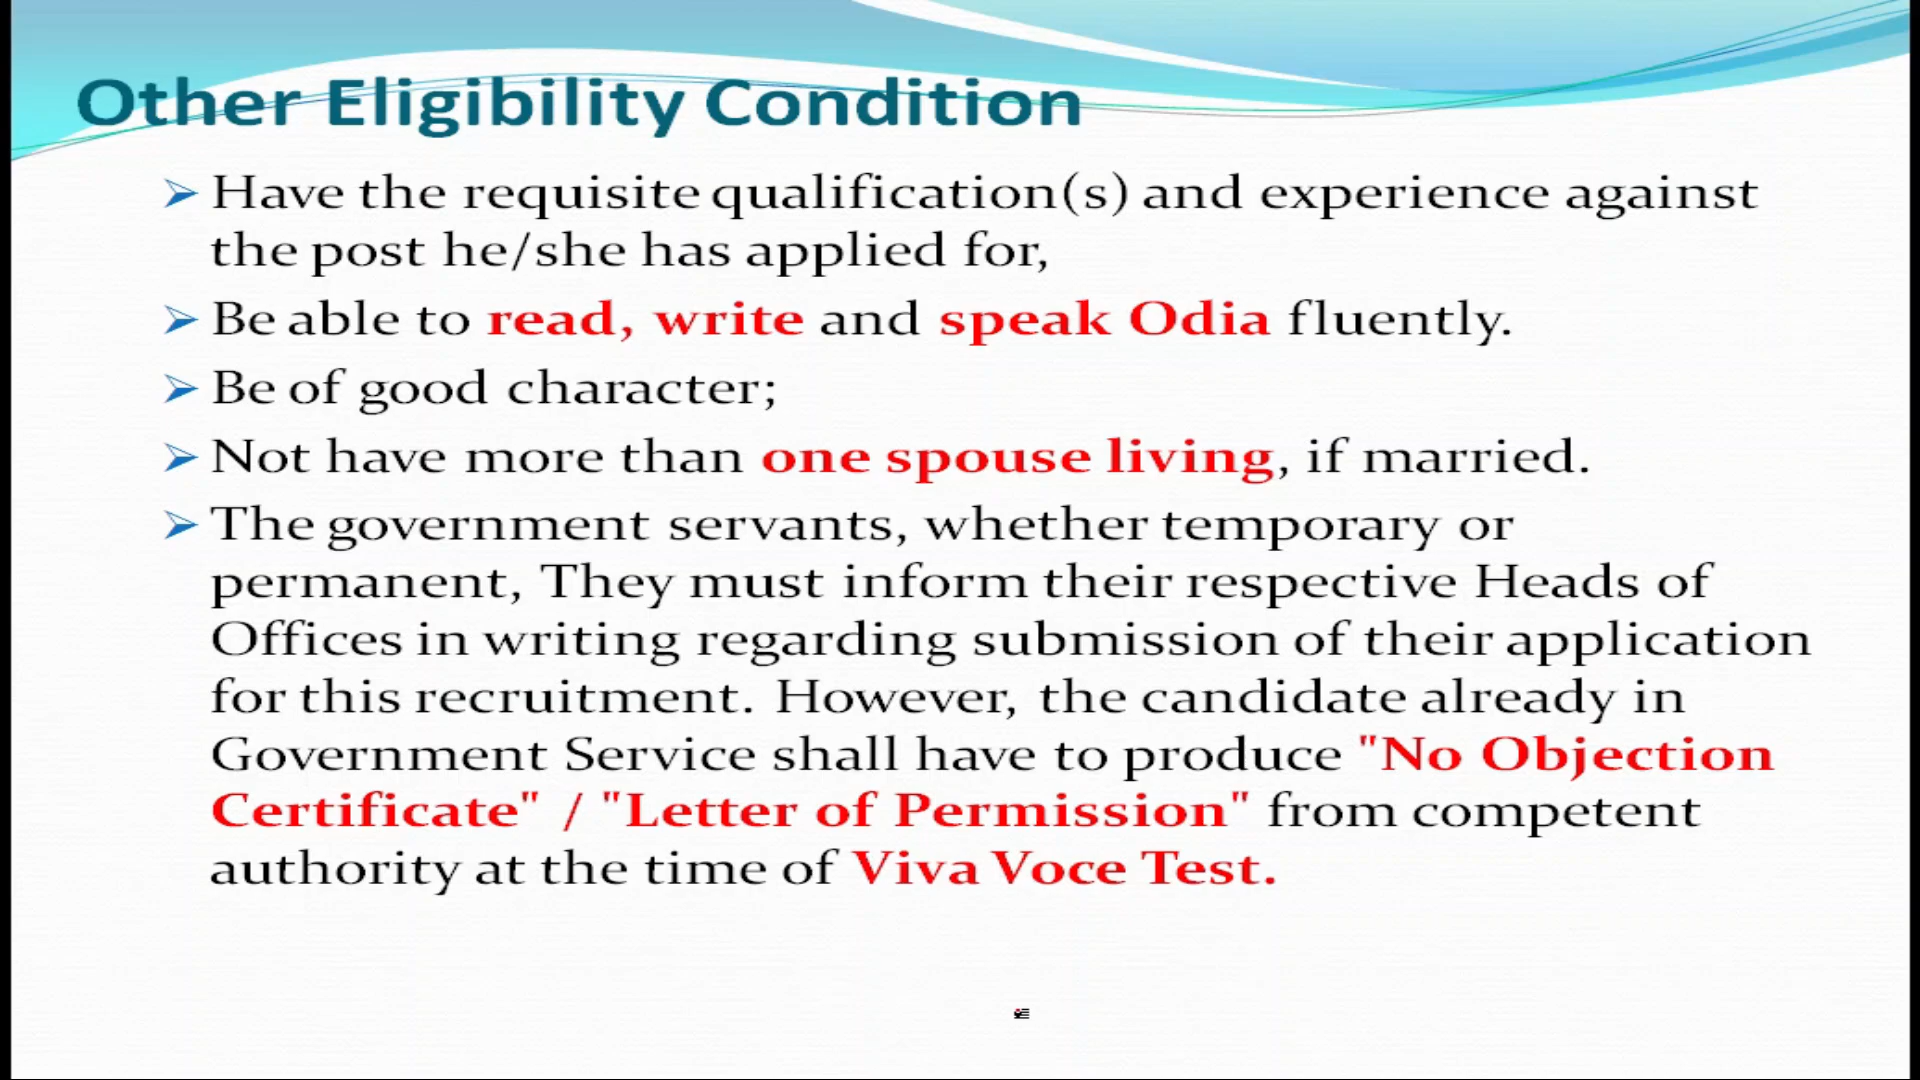 Other Eligibility Condition
Have the requisite qualification(s) and experience against
the post he/she has applied for,
Be able to read, write and speak Odia fluently.
Be of good character;
Not have more than one spouse living, if married.
The government servants, whether temporary or
permanent, They must inform their respective Heads of
Offices in writing regarding submission of their application
for this recruitment. However, the candidate already in
Government Service shall have to produce "No Objection
Certificate" / "Letter of Permission" from competent
authority at the time of Viva Voce Test.